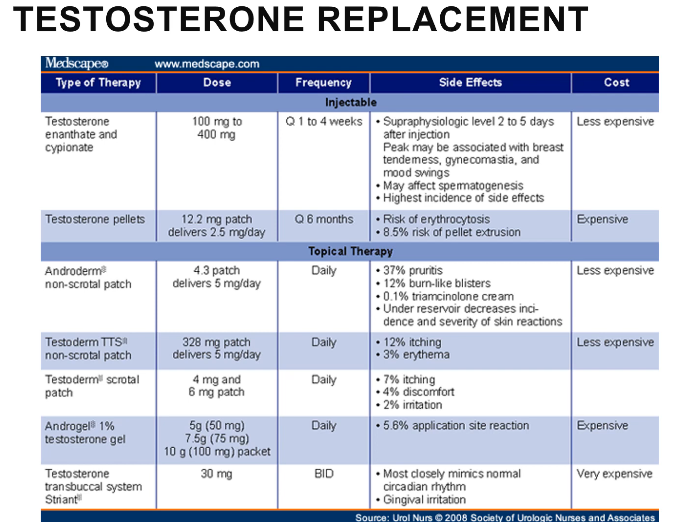 TESTOSTERONE REPLACEMENT
Medscape® www.medscape.com
Type of Therapy Dose Frequency Side Effects Cost
Injectable
Testosterone enanthate and cypionate
100 mg to 400 mg
Q 1 to 4 weeks
• Supraphysiologic level 2 to 5 days
after injection
Peak may be associated with breast
tenderness, gynecomastia, and
mood swings
• May affect spermatogenesis
• Highest incidence of side effects
Less expensive
Testosterone pellets
12.2 mg patch
delivers 2.5 mg/day
Q 6 months
• Risk of erythrocytosis
• 8.5% risk of pellet extrusion
Expensive
Topical Therapy
Androderm®
non-scrotal patch
4.3 patch
delivers 5 mg/day
Daily
• 37% pruritis
• 12% burn-like blisters
• 0.1% triamcinolone cream
• Under reservoir decreases inci-
dence and severity of skin reactions
Less expensive
Testoderm TTS®
non-scrotal patch
328 mg patch
delivers 5 mg/day
Daily
• 12% itching
• 3% erythema
Less expensive
Testoderm® scrotal
patch
4 mg and
6 mg patch
Daily
• 7% itching
• 4% discomfort
• 2% irritation
Androgel® 1%
testosterone gel
5g (50 mg)
7.5g (75 mg)
10 g (100 mg) packet
Daily
• 5.6% application site reaction
Expensive
Testosterone
transbuccal system
Striant®
30 mg
BID
• Most closely mimics normal
circadian rhythm
• Gingival irritation
Very expensive
Source: Urol Nurs © 2008 Society of Urologic Nurses and Associates